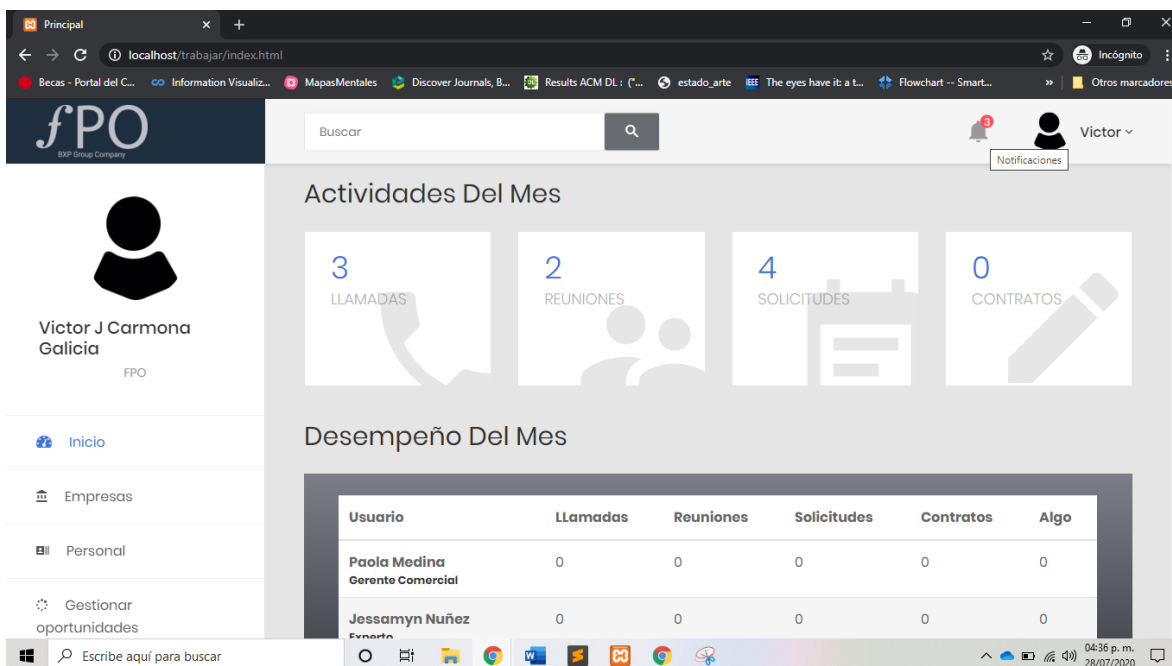 Principal
localhost/trabajar/index.html
Incógnito
Becas - Portal del C... Information Visualiz... MapasMentales Discover Journals, B... Results ACM DL : ("... estado_arte The eyes have it: a t... Flowchart -- Smart... » Otros marcadores
fPO
BXP Group Company
Buscar
3
Victor
Notificaciones
Victor J Carmona
Galicia
FPO
Inicio
Empresas
Personal
Gestionar
oportunidades
Actividades Del Mes
3
LLAMADAS
2
REUNIONES
4
SOLICITUDES
0
CONTRATOS
Desempeño Del Mes
Usuario LLamadas Reuniones Solicitudes Contratos Algo
Paola Medina 0 0 0 0 0
Gerente Comercial
Jessamyn Nuñez 0 0 0 0 0
Experto
Escribe aquí para buscar
04:36 p. m.
28/07/2020